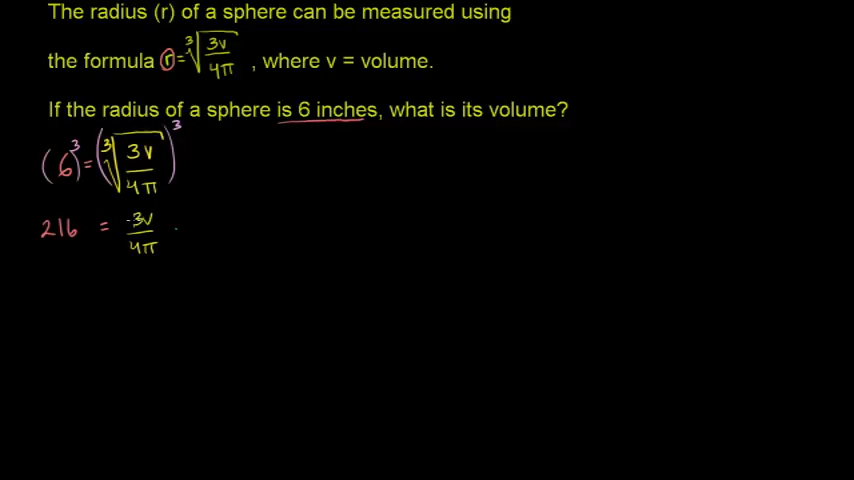 The radius (r) of a sphere can be measured using
the formula r = ∛(3v/4π) , where v = volume.
If the radius of a sphere is 6 inches, what is its volume?
(6)³ = (∛(3v/4π))³
216 = 3v/4π